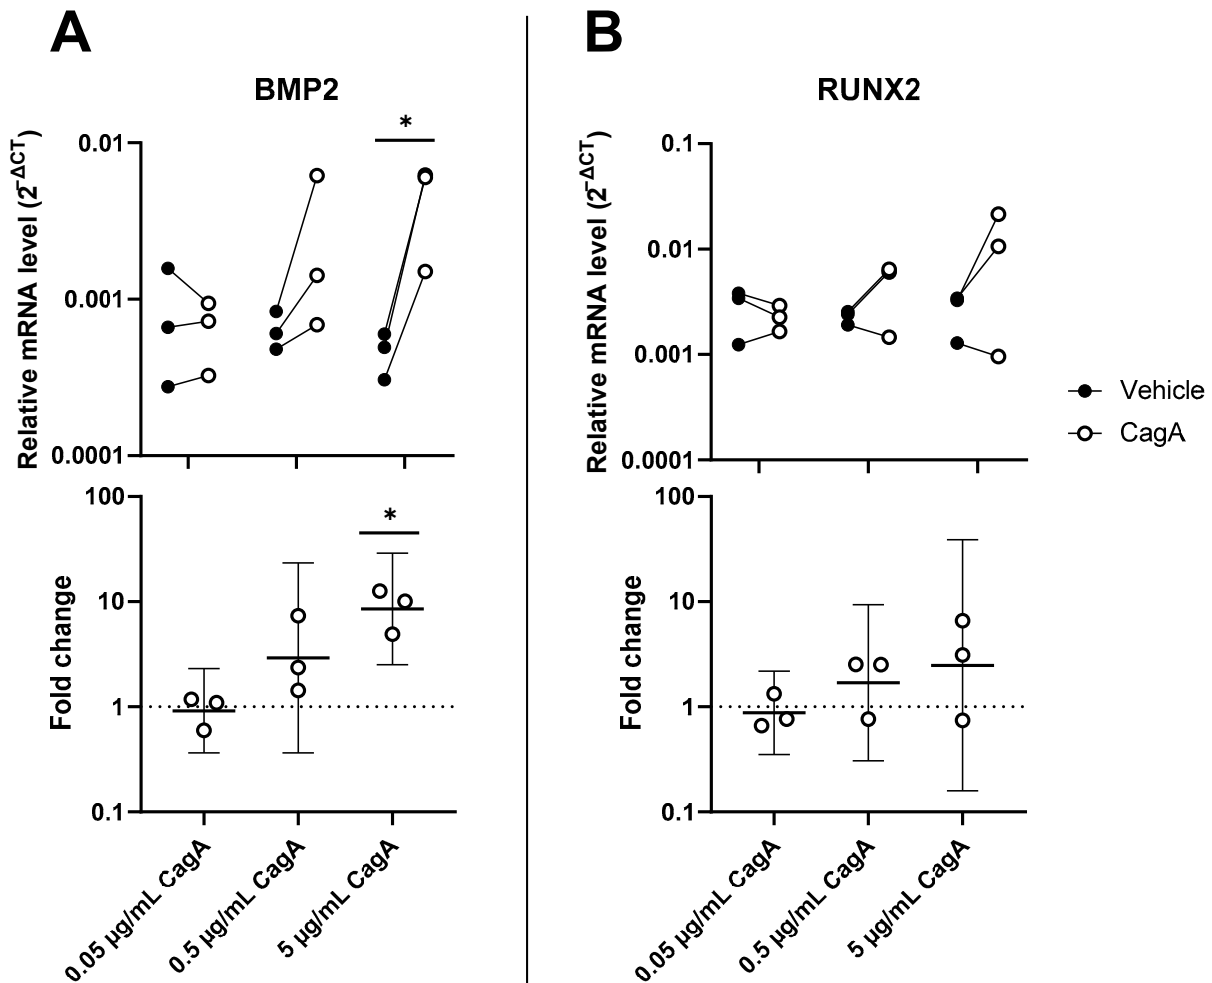 A
BMP2
Relative mRNA level (2^-ΔCT)
0.01
0.001
0.0001
*
Fold change
100
10
1
0.1
*
0.05 µg/mL CagA
0.5 µg/mL CagA
5 µg/mL CagA
B
RUNX2
Relative mRNA level (2^-ΔCT)
0.1
0.01
0.001
0.0001
Vehicle
CagA
Fold change
100
10
1
0.1
0.05 µg/mL CagA
0.5 µg/mL CagA
5 µg/mL CagA